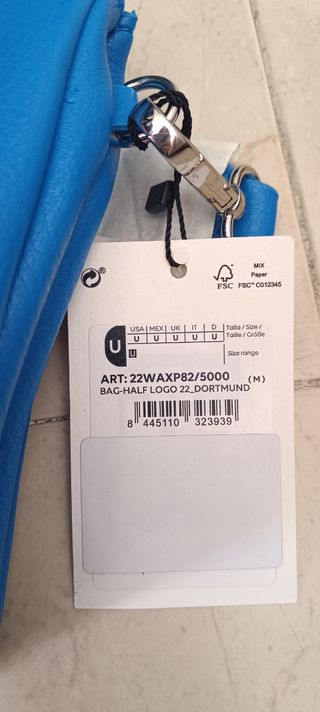 ®
MIX
Paper
FSC FSC™ C012345
U USA MEX UK IT D Talla / Size /
U U U U U Taille / Größe
U Size range
ART: 22WAXP82/5000 (M)
BAG-HALF LOGO 22_DORTMUND
8 445110 323939